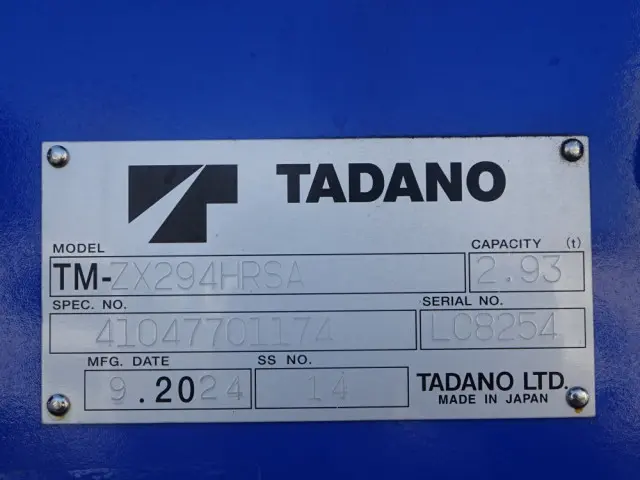 TADANO
MODEL
CAPACITY (t)
TM-ZX294HRSA
2.93
SPEC. NO.
SERIAL NO.
41047701174
LC8254
MFG. DATE
SS NO.
9.2024
14
TADANO LTD.
MADE IN JAPAN